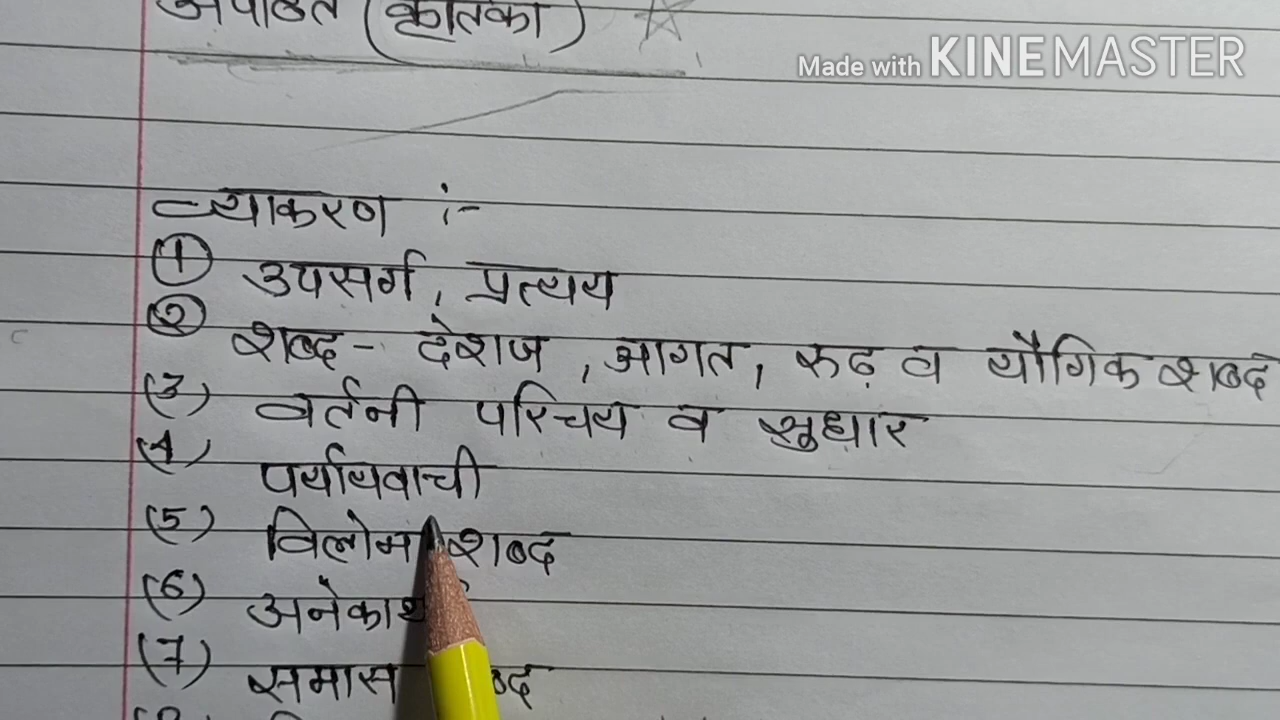 (कृतिका)
Made with KINEMASTER
व्याकरण :-
① उपसर्ग, प्रत्यय
② शब्द - देशज, आगत, रुढ़ व यौगिक शब्द
(3) वर्तनी परिचय व सुधार
(4) पर्यायवाची
(5) विलोम शब्द
(6)
(7) समास